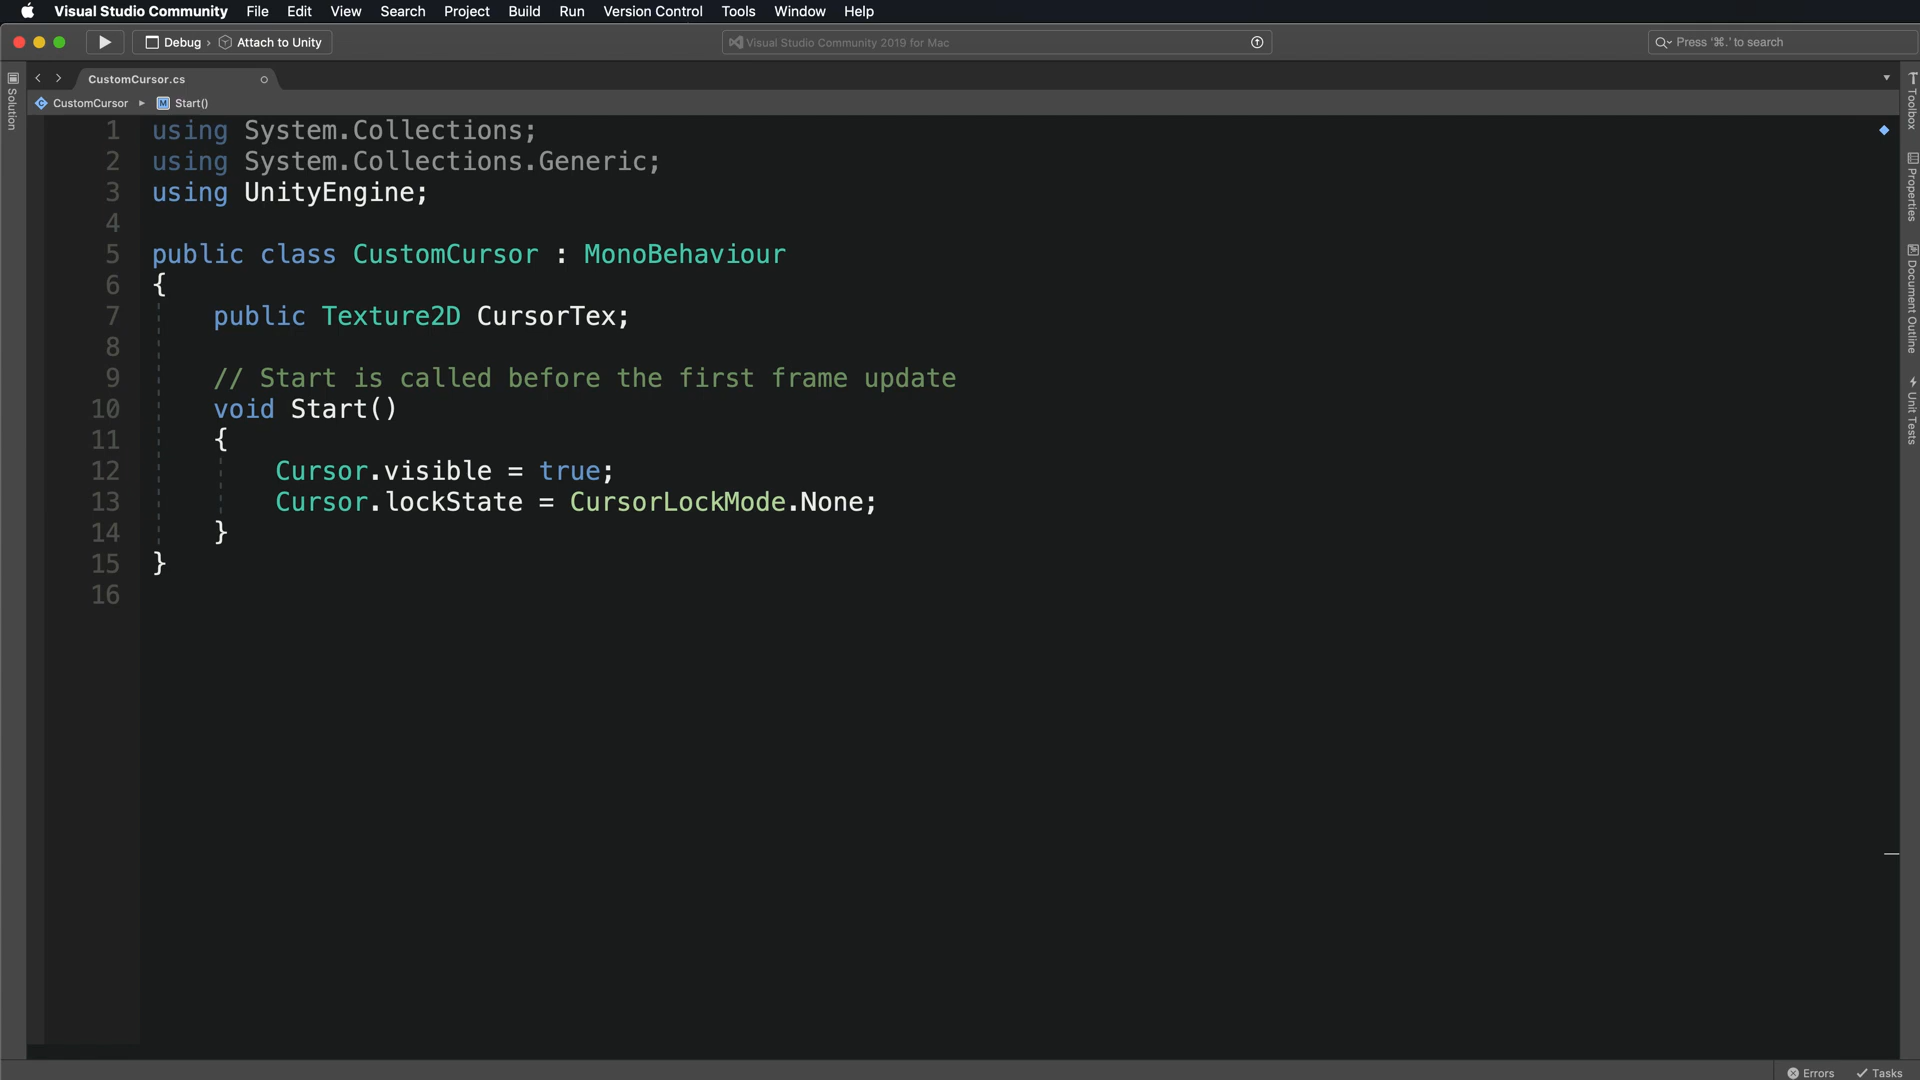 Visual Studio Community File Edit View Search Project Build Run Version Control Tools Window Help
Debug › Attach to Unity
Visual Studio Community 2019 for Mac
Press '⌘.' to search
CustomCursor.cs
CustomCursor ▸ M Start()
Solution
1 using System.Collections;
2 using System.Collections.Generic;
3 using UnityEngine;
4
5 public class CustomCursor : MonoBehaviour
6 {
7 public Texture2D CursorTex;
8
9 // Start is called before the first frame update
10 void Start()
11 {
12 Cursor.visible = true;
13 Cursor.lockState = CursorLockMode.None;
14 }
15 }
16
Toolbox
Properties
Document Outline
Unit Tests
Errors Tasks